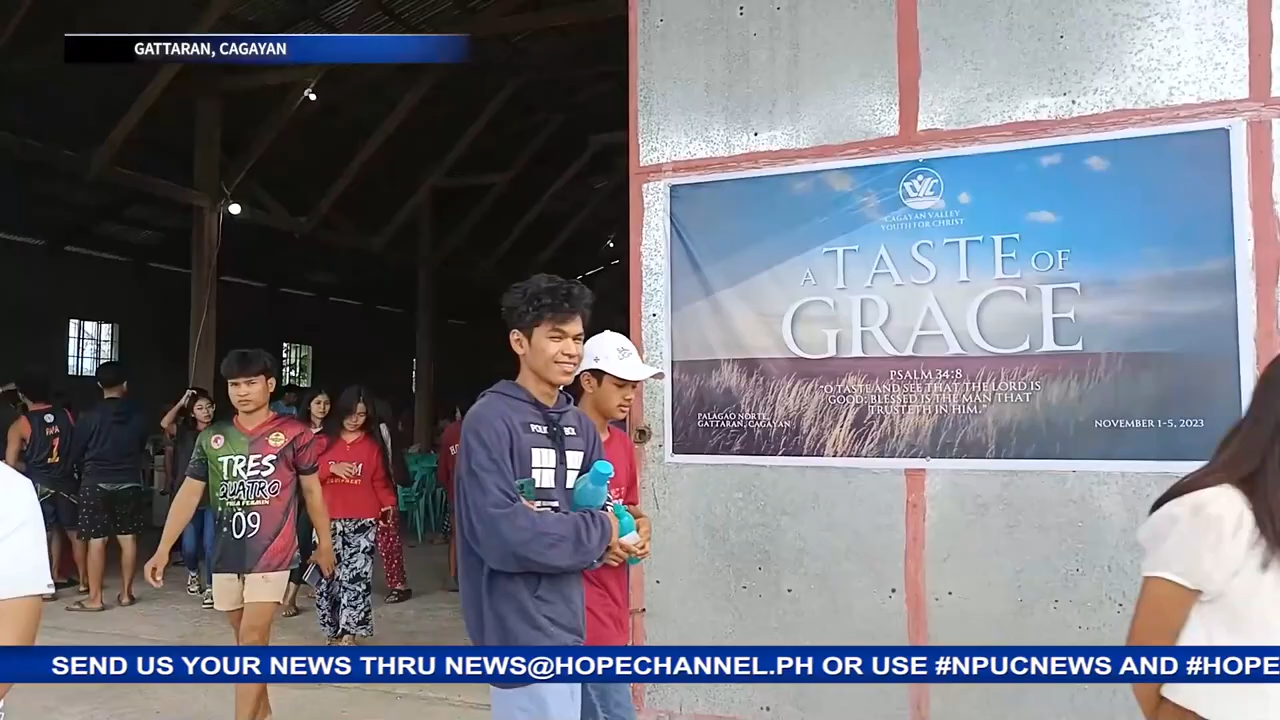 GATTARAN, CAGAYAN
CYC
CAGAYAN VALLEY
YOUTH FOR CHRIST
A TASTE OF
GRACE
PSALM 34:8
"O TASTE AND SEE THAT THE LORD IS
GOOD: BLESSED IS THE MAN THAT
TRUSTETH IN HIM."
PALAGAO NORTE,
GATTARAN, CAGAYAN
NOVEMBER 1-5, 2023
TRES
QUATRO
09
SEND US YOUR NEWS THRU NEWS@HOPECHANNEL.PH OR USE #NPUCNEWS AND #HOPE